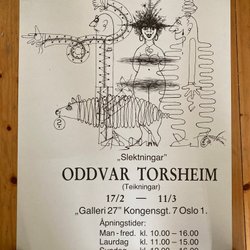 „Slektningar"
ODDVAR TORSHEIM
(Teikningar)
17/2 — 11/3
„Galleri 27" Kongensgt. 7 Oslo 1.
Åpningstider:
Man - fred. kl. 10.00 – 16.00
Laurdag kl. 11.00 – 15.00